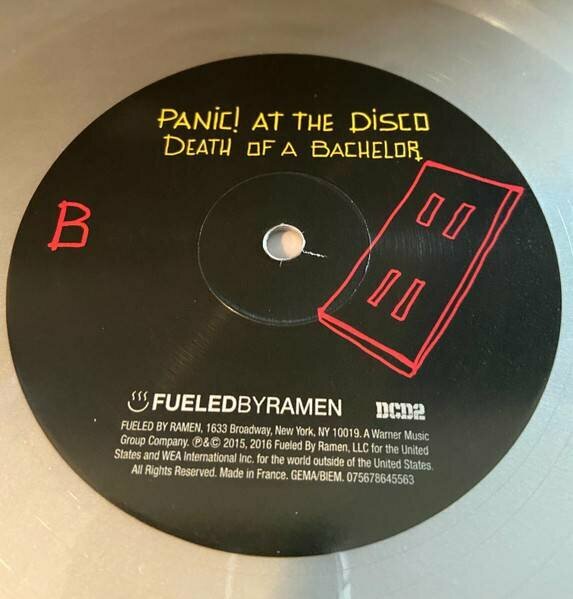 PANIC! AT THE DISCO
DEATH OF A BACHELOR
B
FUELEDBYRAMEN
DCD2
FUELED BY RAMEN, 1633 Broadway, New York, NY 10019. A Warner Music
Group Company. ℗&© 2015, 2016 Fueled By Ramen, LLC for the United
States and WEA International Inc. for the world outside of the United States.
All Rights Reserved. Made in France. GEMA/BIEM. 075678645563